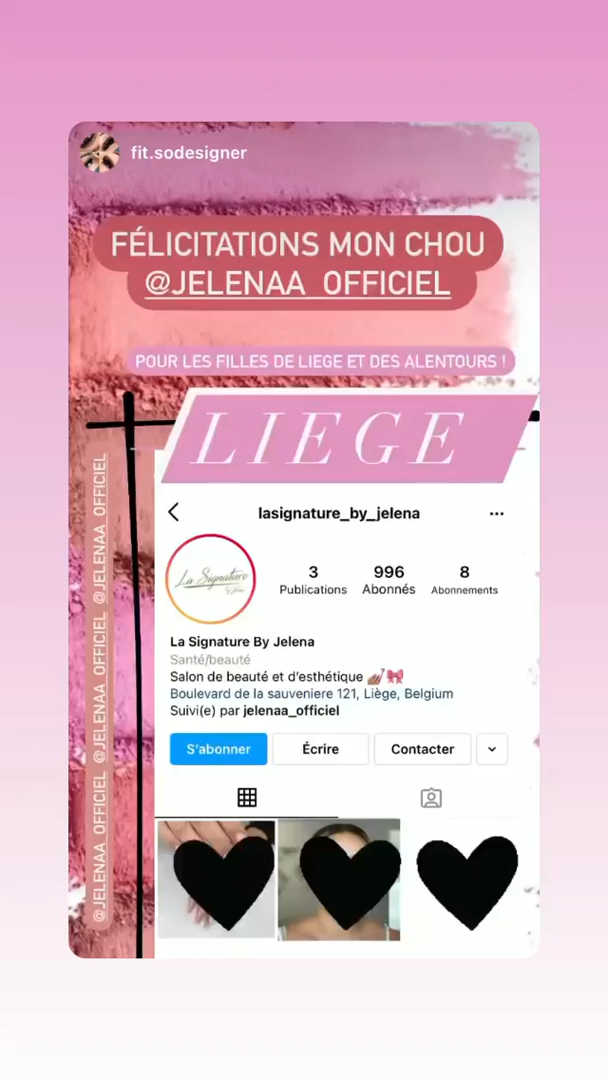 fit.sodesigner
FÉLICITATIONS MON CHOU
@JELENAA_OFFICIEL
POUR LES FILLES DE LIEGE ET DES ALENTOURS !
LIEGE
@JELENAA_OFFICIEL @JELENAA_OFFICIEL @JELENAA_OFFICIEL
lasignature_by_jelena
La Signature
by Jelena
3 996 8
Publications Abonnés Abonnements
La Signature By Jelena
Santé/beauté
Salon de beauté et d'esthétique 💅🏽🎀
Boulevard de la sauveniere 121, Liège, Belgium
Suivi(e) par jelenaa_officiel
S'abonner Écrire Contacter